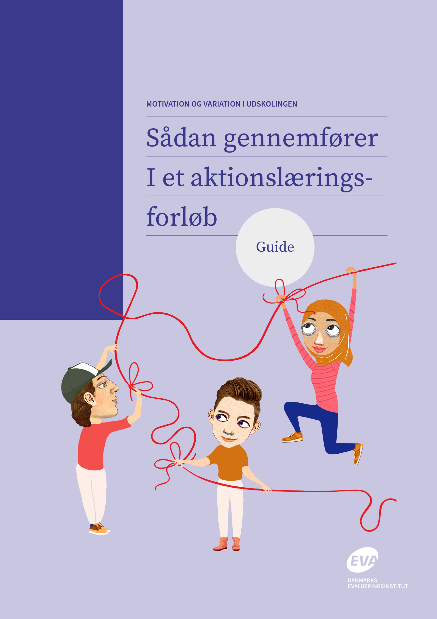 MOTIVATION OG VARIATION I UDSKOLINGEN
Sådan gennemfører
I et aktionslærings-
forløb
Guide
EVA
DANMARKS
EVALUERINGSINSTITUT